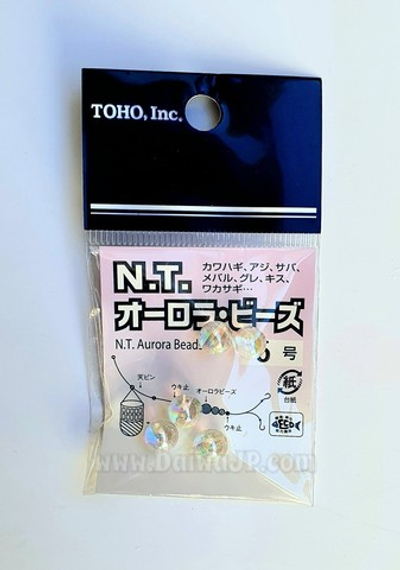 TOHO, Inc.
N.T.
カワハギ、アジ、サバ、
メバル、グレ、キス、
ワカサギ…
オーロラ・ビーズ
N.T. Aurora Beads
号
天ビン
ウキ止
オーロラビーズ
ウキ止
紙
台紙
ECO
www.DaiwaJP.com